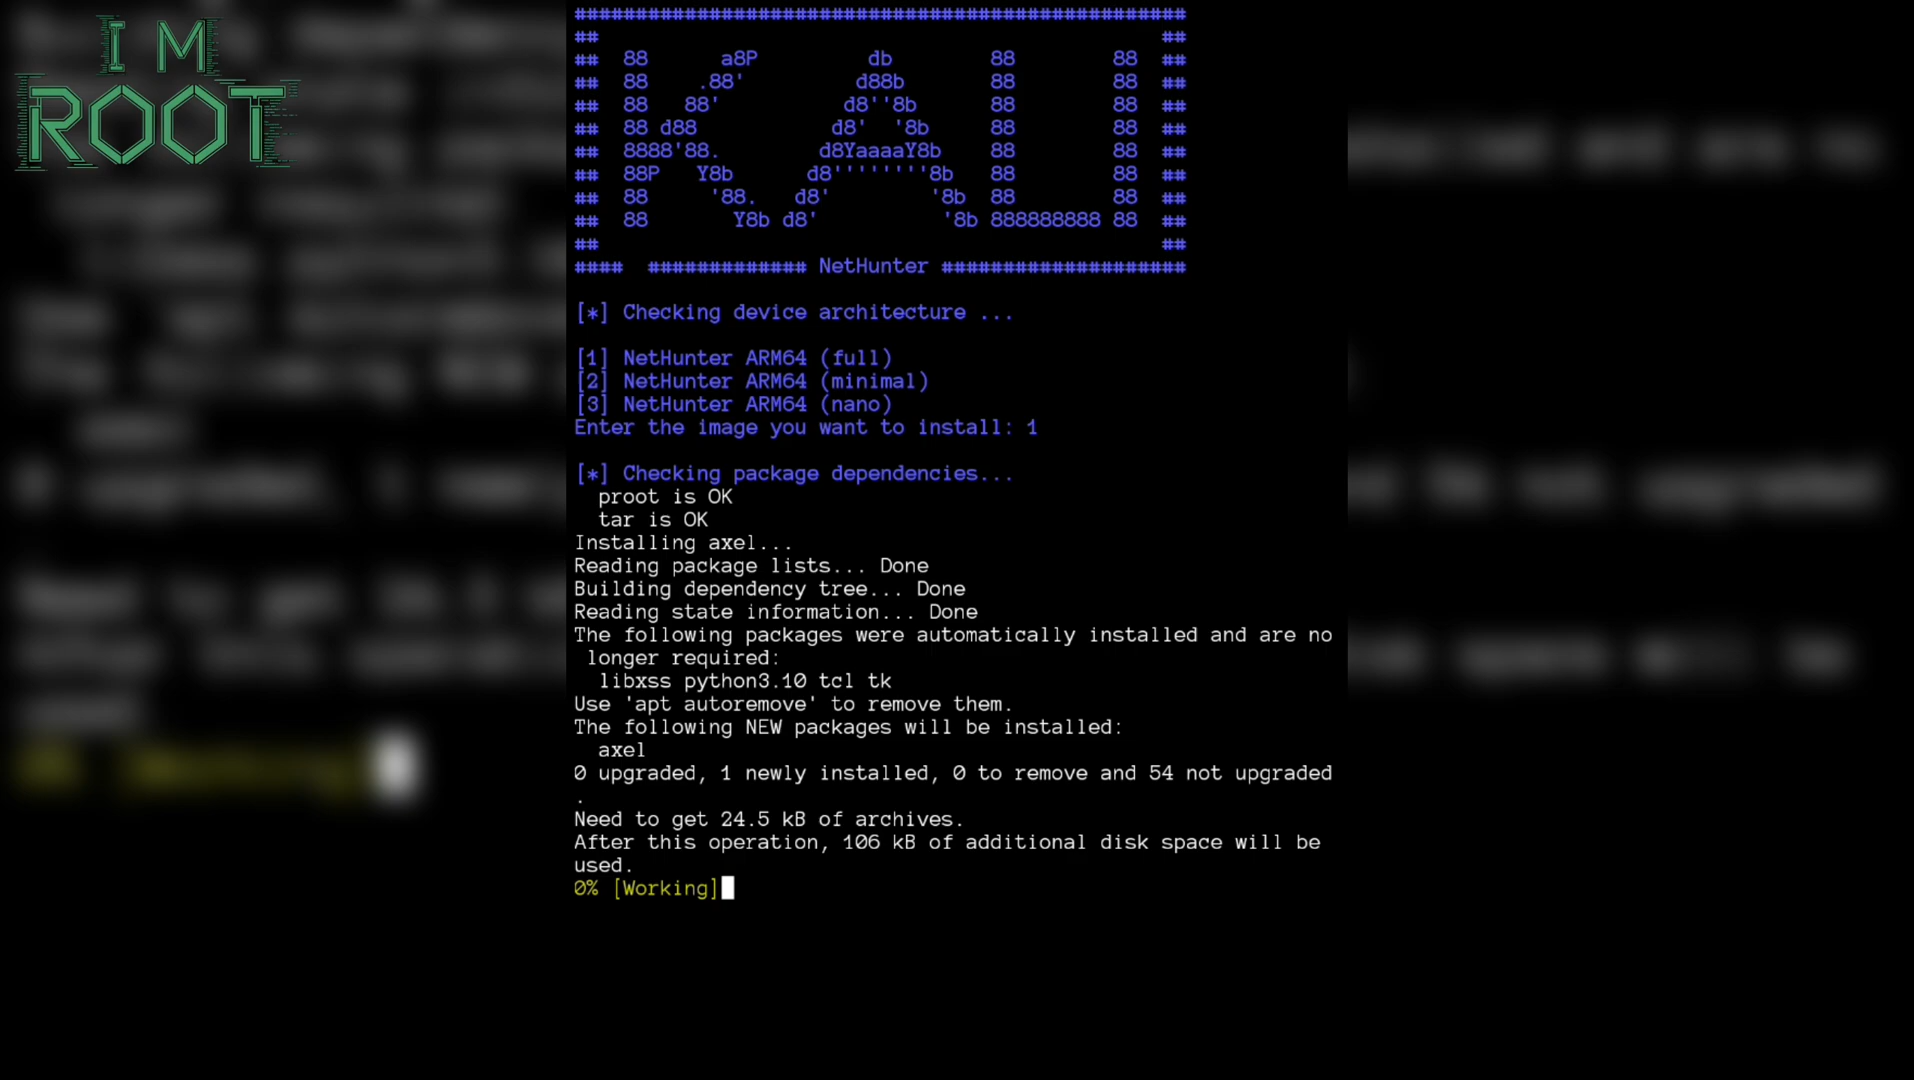 I M
ROOT
##################################################
##                                              ##
##  88      a8P         db          88        88  ##
##  88    .88'         d88b         88        88  ##
##  88   88'          d8''8b        88        88  ##
##  88 d88           d8'  '8b       88        88  ##
##  8888'88.        d8YaaaaY8b      88        88  ##
##  88P   Y8b      d8''''''''8b     88        88  ##
##  88     '88.   d8'        '8b    88        88  ##
##  88       Y8b d8'          '8b 888888888 88  ##
##                                              ##
####  ############# NetHunter ####################
[*] Checking device architecture ...
[1] NetHunter ARM64 (full)
[2] NetHunter ARM64 (minimal)
[3] NetHunter ARM64 (nano)
Enter the image you want to install: 1
[*] Checking package dependencies...
proot is OK
tar is OK
Installing axel...
Reading package lists... Done
Building dependency tree... Done
Reading state information... Done
The following packages were automatically installed and are no
longer required:
libxss python3.10 tcl tk
Use 'apt autoremove' to remove them.
The following NEW packages will be installed:
axel
0 upgraded, 1 newly installed, 0 to remove and 54 not upgraded
.
Need to get 24.5 kB of archives.
After this operation, 106 kB of additional disk space will be
used.
0% [Working]